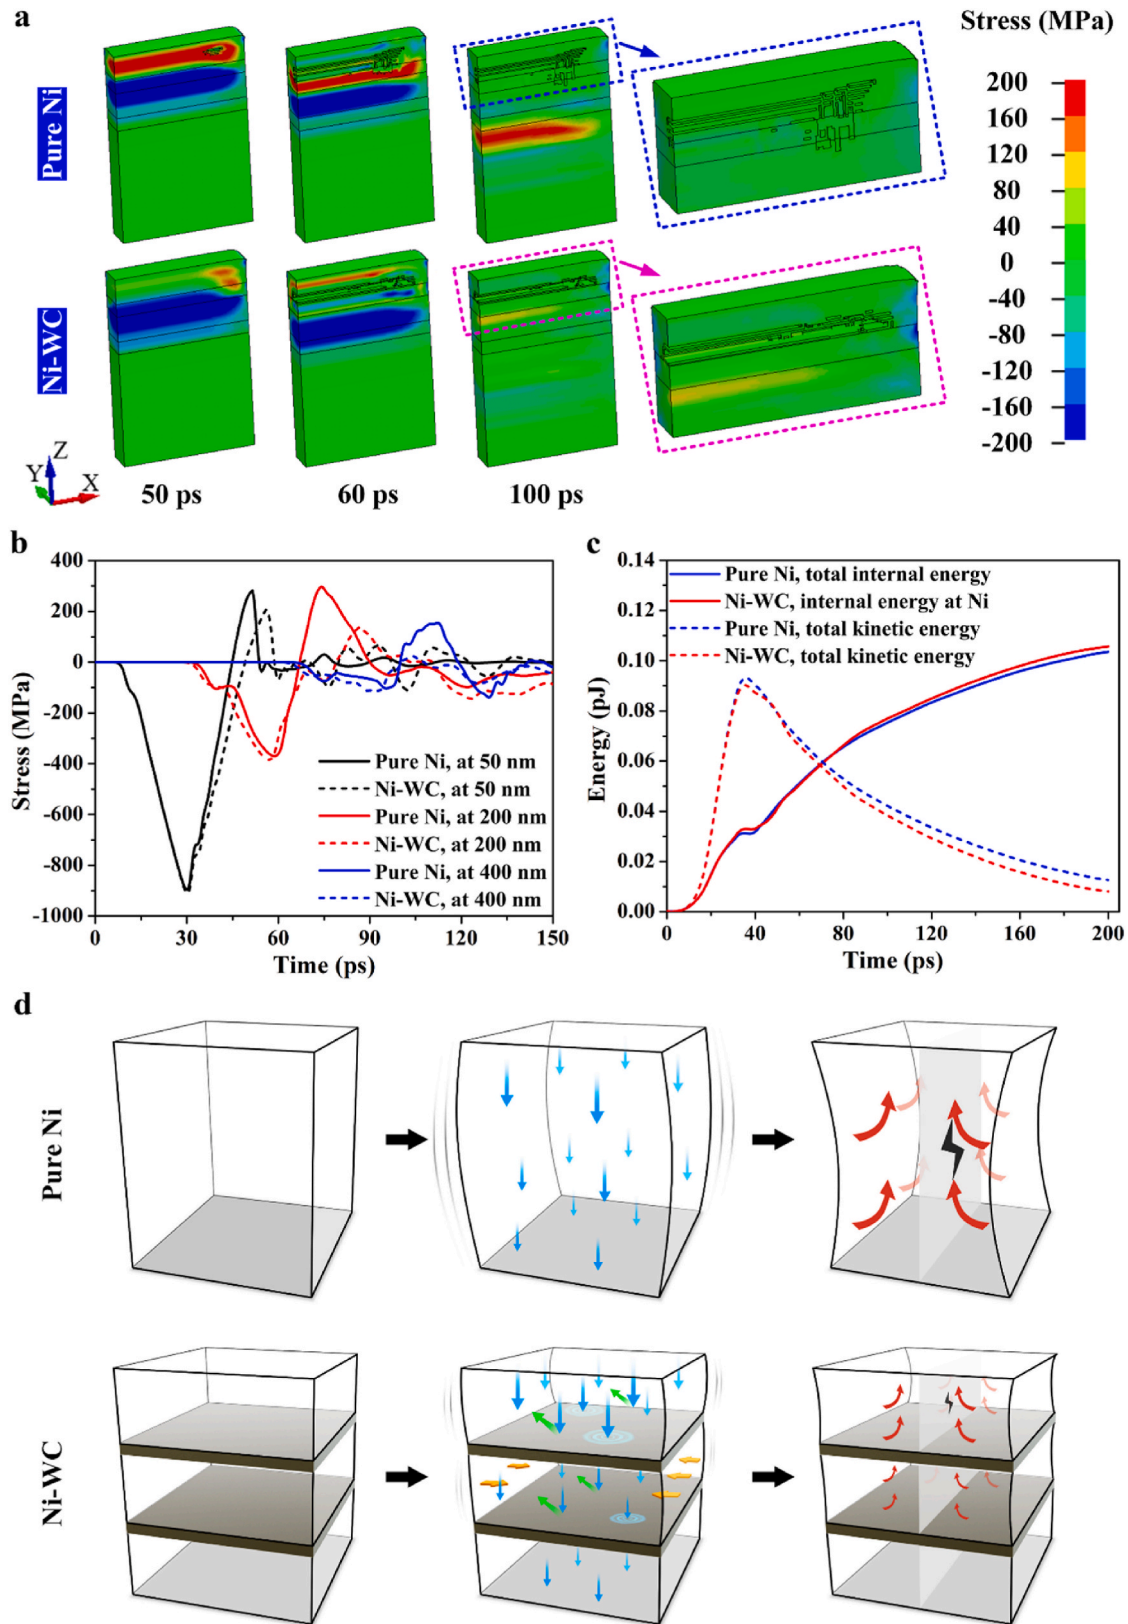 a
Stress (MPa)
Pure Ni
200
160
120
80
40
0
-40
-80
-120
-160
-200
Ni-WC
Z
Y
X
50 ps
60 ps
100 ps
b
400
200
0
-200
-400
-600
-800
-1000
Stress (MPa)
Pure Ni, at 50 nm
Ni-WC, at 50 nm
Pure Ni, at 200 nm
Ni-WC, at 200 nm
Pure Ni, at 400 nm
Ni-WC, at 400 nm
0 30 60 90 120 150
Time (ps)
c
0.14
0.12
0.10
0.08
0.06
0.04
0.02
0.00
Energy (pJ)
Pure Ni, total internal energy
Ni-WC, internal energy at Ni
Pure Ni, total kinetic energy
Ni-WC, total kinetic energy
0 40 80 120 160 200
Time (ps)
d
Pure Ni
Ni-WC